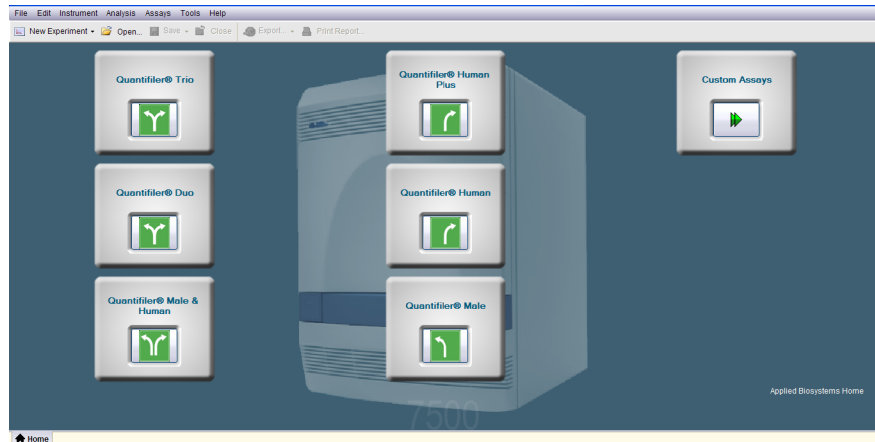 File Edit Instrument Analysis Assays Tools Help
New Experiment Open... Save Close Export... Print Report...
Quantifiler® Trio
Quantifiler® Human
Plus
Custom Assays
Quantifiler® Duo
Quantifiler® Human
Quantifiler® Male &
Human
Quantifiler® Male
Applied Biosystems Home
7500
Home